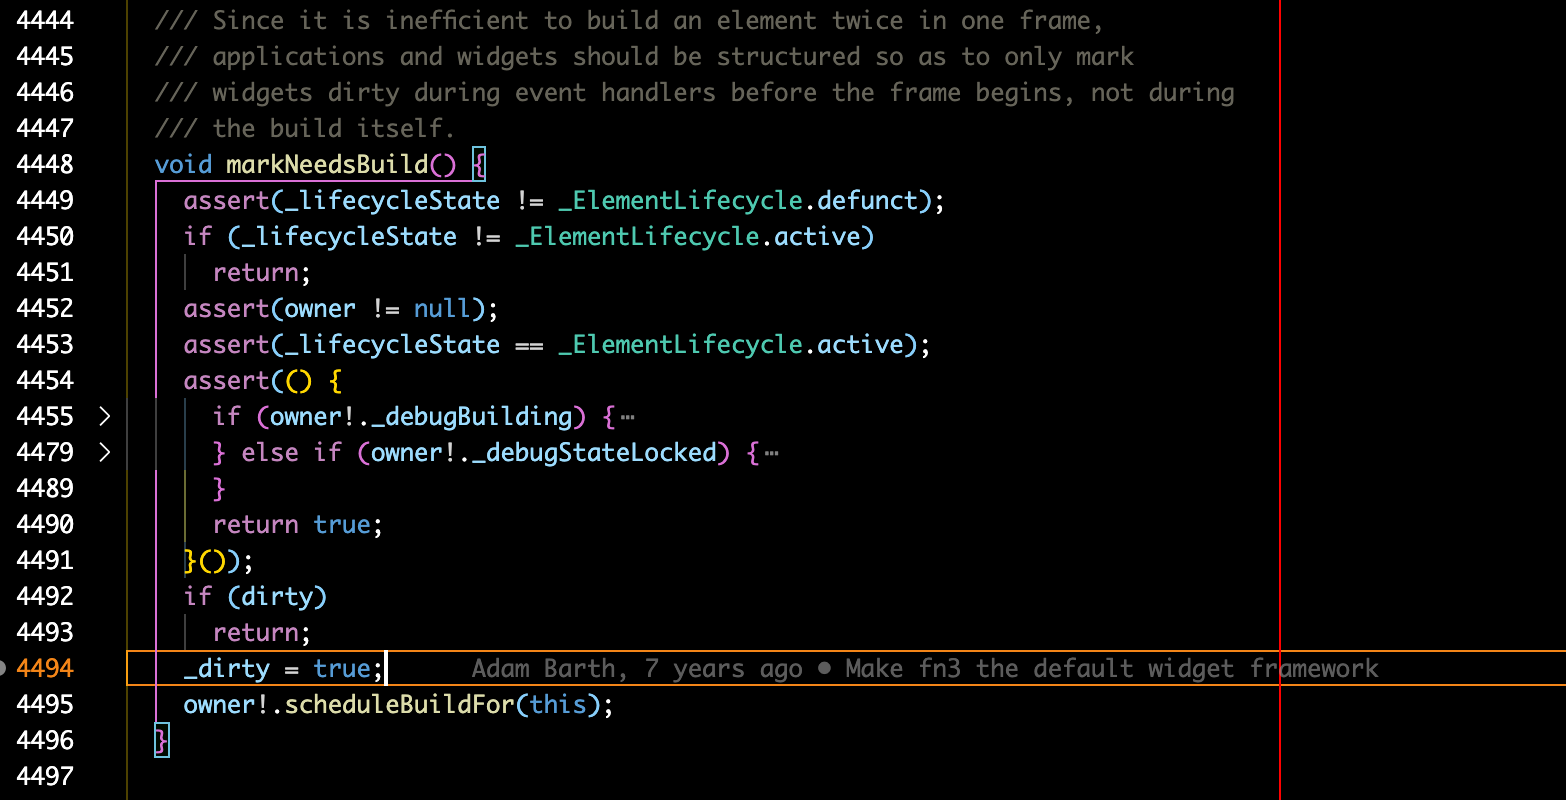 4444 /// Since it is inefficient to build an element twice in one frame,
4445 /// applications and widgets should be structured so as to only mark
4446 /// widgets dirty during event handlers before the frame begins, not during
4447 /// the build itself.
4448 void markNeedsBuild() {
4449 assert(_lifecycleState != _ElementLifecycle.defunct);
4450 if (_lifecycleState != _ElementLifecycle.active)
4451 return;
4452 assert(owner != null);
4453 assert(_lifecycleState == _ElementLifecycle.active);
4454 assert(() {
4455 > if (owner!._debugBuilding) {⋯
4479 > } else if (owner!._debugStateLocked) {⋯
4489 }
4490 return true;
4491 }());
4492 if (dirty)
4493 return;
4494 _dirty = true; Adam Barth, 7 years ago ● Make fn3 the default widget framework
4495 owner!.scheduleBuildFor(this);
4496 }
4497